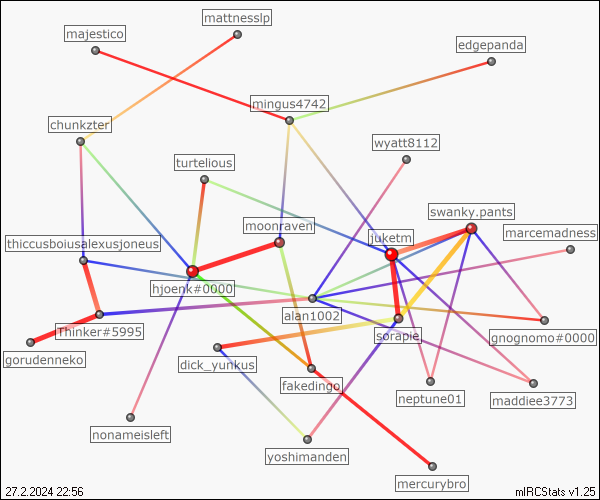 mattnesslp
majestico
edgepanda
mingus4742
chunkzter
wyatt8112
turtelious
swanky.pants
moonraven
marcemadness
juketm
thiccusboiusalexusjoneus
hjoenk#0000
alan1002
Thinker#5995
sorapie
gnognomo#0000
gorudenneko
dick_yunkus
fakedingo
neptune01
maddiee3773
nonameisleft
yoshimanden
mercurybro
27.2.2024 22:56
mIRCStats v1.25